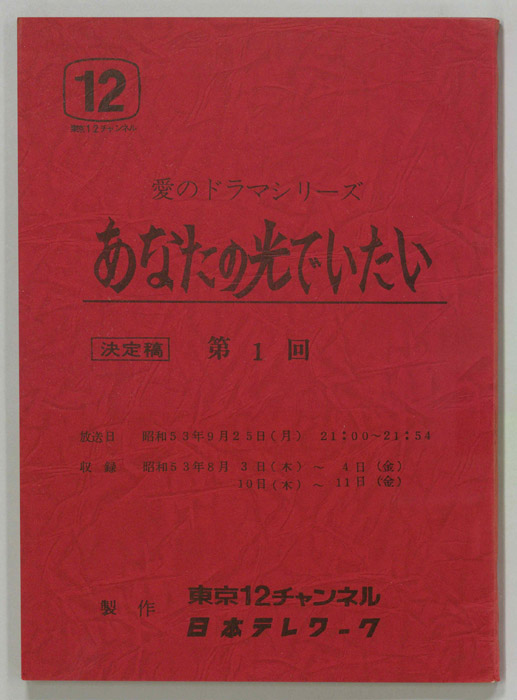 12
東京12チャンネル
愛のドラマシリーズ
あなたの光でいたい
決定稿 第1回
放送日 昭和53年9月25日(月) 21:00~21:54
収録 昭和53年8月 3日(木) ~ 4日(金)
10日(木) ~ 11日(金)
製作 東京12チャンネル
日本テレワーク